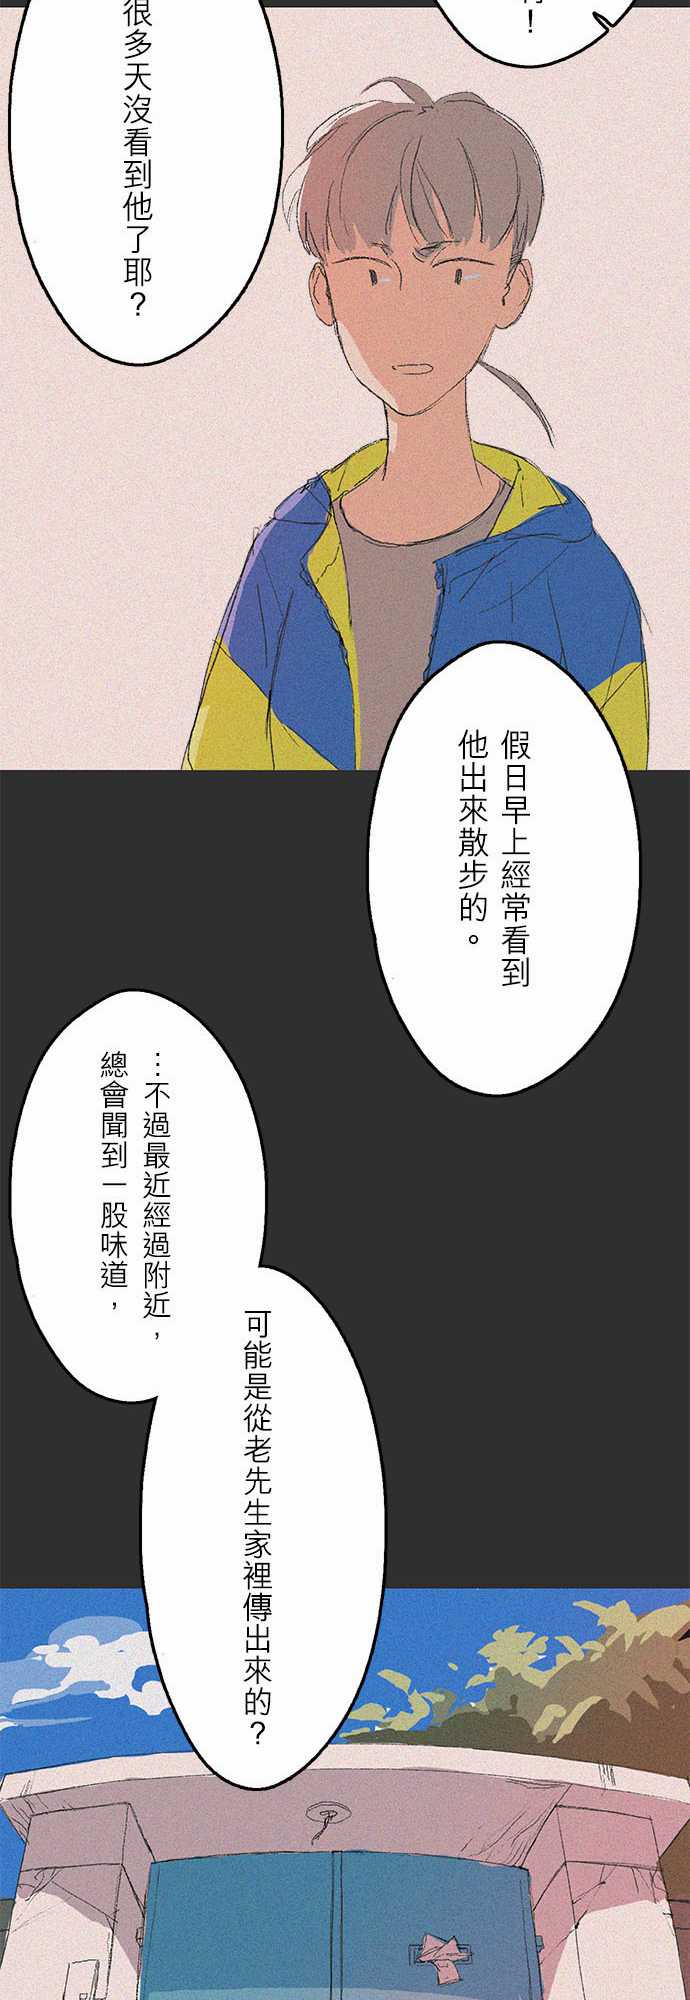 ！
很多天沒看到他了耶？
假日早上經常看到
他出來散步的。
…不過最近經過附近，
總會聞到一股味道，
可能是從老先生家裡傳出來的？